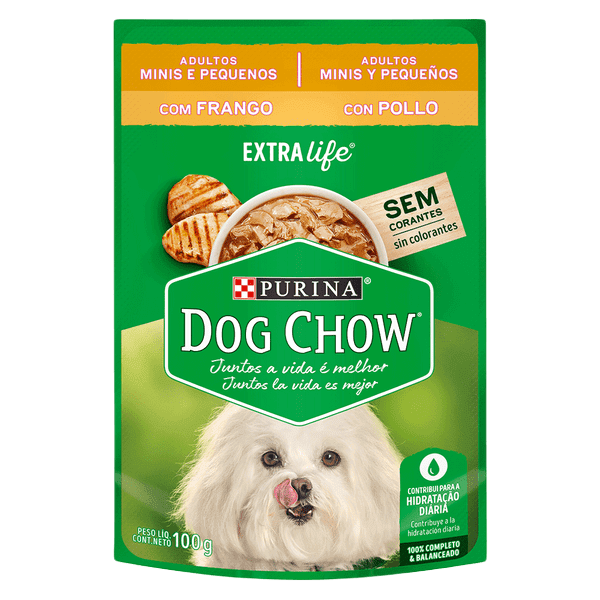 ADULTOS
MINIS E PEQUENOS
COM FRANGO
ADULTOS
MINIS Y PEQUEÑOS
CON POLLO
EXTRA life®
SEM
CORANTES
sin colorantes
PURINA®
DOG CHOW®
Juntos a vida é melhor
Juntos la vida es mejor
CONTRIBUI PARA A
HIDRATAÇÃO
DIÁRIA
Contribuye a la
hidratación diaria
100% COMPLETO
& BALANCEADO
PESO LÍQ.
CONT. NETO 100 g